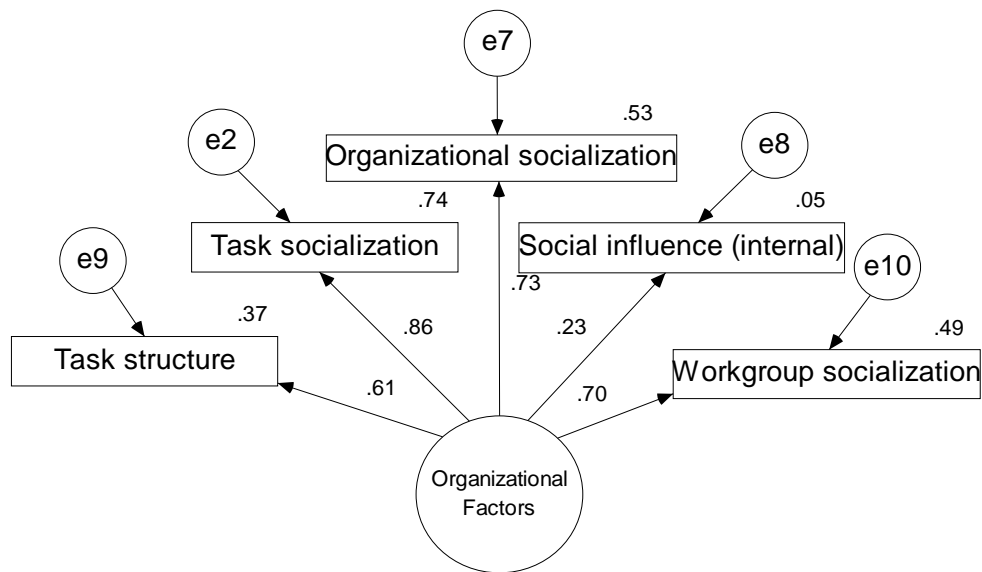 e7
.53
Organizational socialization
e2
e8
.74
.05
Task socialization
Social influence (internal)
e9
e10
.73
.37
.86
.23
.49
Task structure
Workgroup socialization
.61
.70
Organizational
Factors